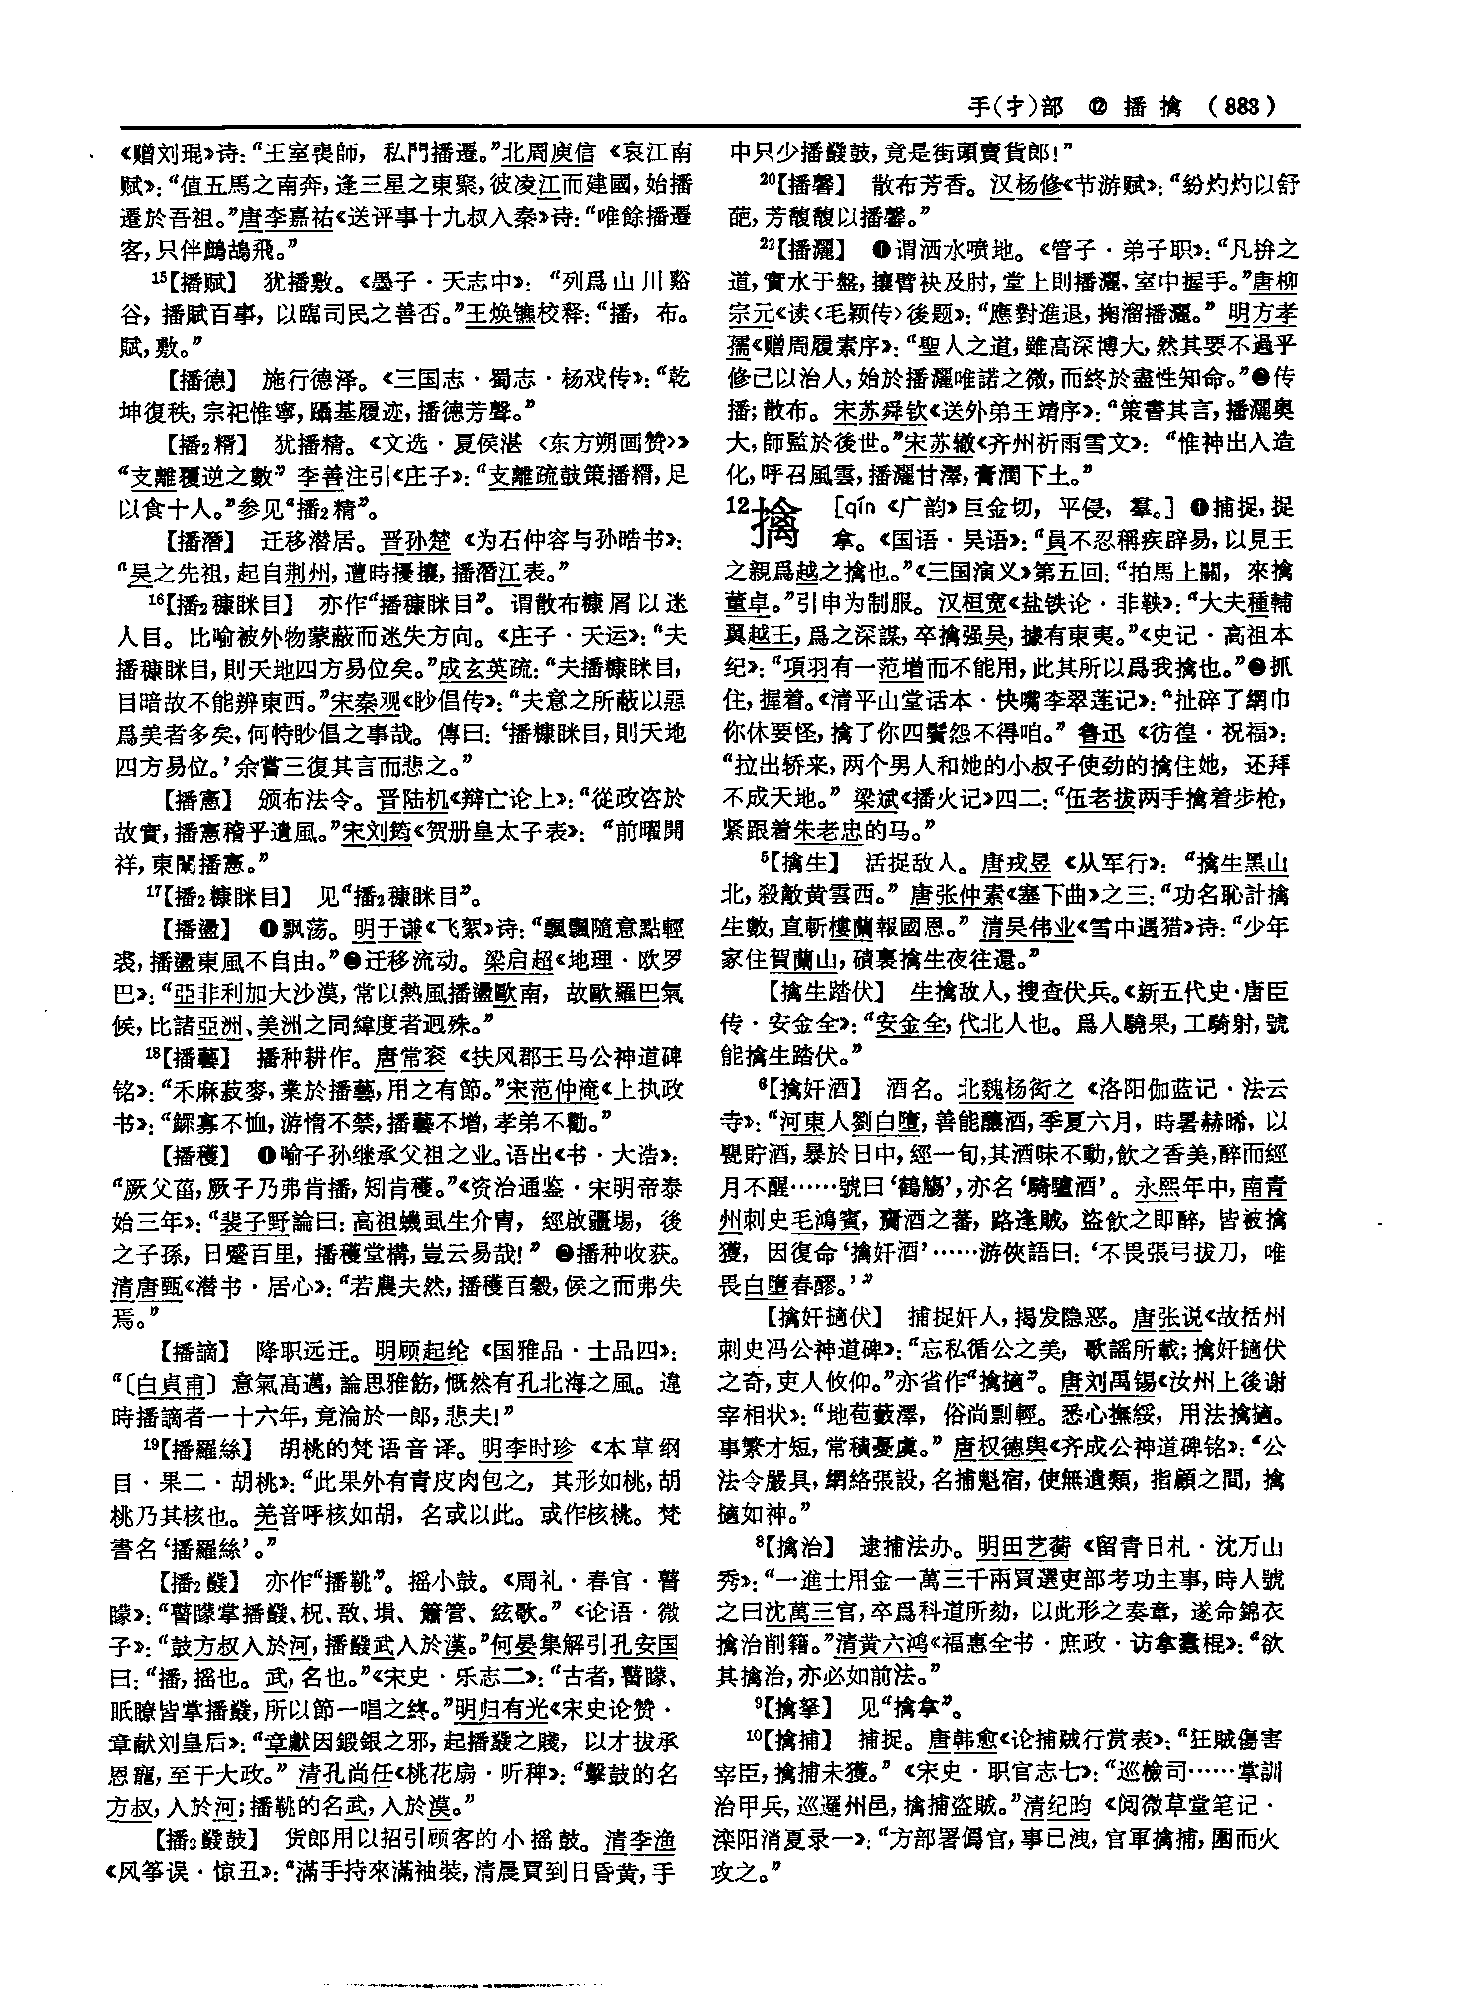 手(扌)部 ⑫ 播 擒 (883)
《赠刘琨》诗：“王室喪師，私門播遷。”北周庾信《哀江南
赋》：“值五馬之南奔，逢三星之東聚，彼凌江而建國，始播
遷於吾祖。”唐李嘉祐《送评事十九叔入秦》诗：“唯餘播遷
客，只伴鷓鴣飛。”
15【播赋】 犹播敷。《墨子·天志中》：“列爲山川谿
谷，播賦百事，以臨司民之善否。”王焕镳校释：“播，布。
賦，敷。”
【播德】 施行德泽。《三国志·蜀志·杨戏传》：“乾
坤復秩，宗祀惟寧，躡基履迹，播德芳聲。”
【播2糈】 犹播精。《文选·夏侯湛〈东方朔画赞〉》
“支離覆逆之數” 李善注引《庄子》：“支離疏鼓策播糈，足
以食十人。”参见“播2精”。
【播潛】 迁移潜居。晋孙楚《为石仲容与孙晧书》：
“吴之先祖，起自荆州，遭時擾攘，播潛江表。”
16【播2穅眯目】 亦作“播糠眯目”。谓散布糠屑以迷
人目。比喻被外物蒙蔽而迷失方向。《庄子·天运》：“夫
播穅眯目，則天地四方易位矣。”成玄英疏：“夫播糠眯目，
目暗故不能辨東西。”宋秦观《眇倡传》：“夫意之所蔽以惡
爲美者多矣，何特眇倡之事哉。傳曰：‘播糠眯目，則天地
四方易位。’余嘗三復其言而悲之。”
【播憲】 颁布法令。晋陆机《辩亡论上》：“從政咨於
故實，播憲稽乎遺風。”宋刘筠《贺册皇太子表》：“前曜開
祥，東闈播憲。”
17【播2糠眯目】 见“播2穅眯目”。
【播盪】 ❶飘荡。明于谦《飞絮》诗：“飄飄隨意點輕
裘，播盪東風不自由。”❷迁移流动。梁启超《地理·欧罗
巴》：“亞非利加大沙漠，常以熱風播盪歐南，故歐羅巴氣
候，比諸亞洲、美洲之同緯度者迥殊。”
18【播藝】 播种耕作。唐常衮《扶风郡王马公神道碑
铭》：“禾麻菽麥，業於播藝，用之有節。”宋范仲淹《上执政
书》：“鰥寡不恤，游惰不禁，播藝不增，孝弟不勸。”
【播穫】 ❶喻子孙继承父祖之业。语出《书·大诰》：
“厥父菑，厥子乃弗肯播，矧肯穫。”《资治通鉴·宋明帝泰
始三年》：“裴子野論曰：高祖蟣虱生介冑，經啟疆場，後
之子孫，日蹙百里，播穫堂構，豈云易哉！” ❷播种收获。
清唐甄《潜书·居心》：“若農夫然，播穫百穀，候之而弗失
焉。”
【播謫】 降职远迁。明顾起纶《国雅品·士品四》：
“〔白貞甫〕意氣高邁，論思雅飭，慨然有孔北海之風。違
時播謫者一十六年，竟淪於一郎，悲夫！”
19【播羅絲】 胡桃的梵语音译。明李时珍《本草纲
目·果二·胡桃》：“此果外有青皮肉包之，其形如桃，胡
桃乃其核也。羌音呼核如胡，名或以此。或作核桃。梵
書名‘播羅絲’。”
【播2鼗】 亦作“播鞉”。摇小鼓。《周礼·春官·瞽
矇》：“瞽矇掌播鼗、柷、敔、塤、簫管、絃歌。”《论语·微
子》：“鼓方叔入於河，播鼗武入於漢。”何晏集解引孔安国
曰：“播，摇也。武，名也。”《宋史·乐志二》：“古者，瞽矇、
眂瞭皆掌播鼗，所以節一唱之終。”明归有光《宋史论赞·
章献刘皇后》：“章獻因鍛銀之邪，起播鼗之賤，以才拔承
恩寵，至干大政。” 清孔尚任《桃花扇·听稗》：“擊鼓的名
方叔，入於河；播鞉的名武，入於漢。”
【播2鼗鼓】 货郎用以招引顾客的小摇鼓。清李渔
《风筝误·惊丑》：“滿手持來滿袖裝，清晨買到日昏黄，手
中只少播鼗鼓，竟是街頭賣貨郎！”
20【播馨】 散布芳香。汉杨修《节游赋》：“紛灼灼以舒
葩，芳馥馥以播馨。”
22【播灑】 ❶谓洒水喷地。《管子·弟子职》：“凡拚之
道，實水于盤，攘臂袂及肘，堂上則播灑，室中握手。”唐柳
宗元《读〈毛颖传〉後题》：“應對進退，掬溜播灑。” 明方孝
孺《赠周履素序》：“聖人之道，雖高深博大，然其要不過乎
修己以治人，始於播灑唯諾之微，而終於盡性知命。”❷传
播；散布。宋苏舜钦《送外弟王靖序》：“策書其言，播灑奥
大，師監於後世。”宋苏辙《齐州祈雨雪文》：“惟神出入造
化，呼召風雲，播灑甘澤，膏潤下土。”
12擒 [qín 《广韵》巨金切，平侵，羣。] ❶捕捉，捉
拿。《国语·吴语》：“員不忍稱疾辟易，以見王
之親爲越之擒也。”《三国演义》第五回：“拍馬上關，來擒
董卓。”引申为制服。汉桓宽《盐铁论·非鞅》：“大夫種輔
翼越王，爲之深謀，卒擒强吴，據有東夷。”《史记·高祖本
纪》：“項羽有一范增而不能用，此其所以爲我擒也。”❷抓
住，握着。《清平山堂话本·快嘴李翠莲记》：“扯碎了網巾
你休要怪，擒了你四鬢怨不得咱。” 鲁迅《彷徨·祝福》：
“拉出轿来，两个男人和她的小叔子使劲的擒住她，还拜
不成天地。” 梁斌《播火记》四二：“伍老拔两手擒着步枪，
紧跟着朱老忠的马。”
5【擒生】 活捉敌人。唐戎昱《从军行》：“擒生黑山
北，殺敵黄雲西。” 唐张仲素《塞下曲》之三：“功名恥計擒
生數，直斬樓蘭報國恩。” 清吴伟业《雪中遇猎》诗：“少年
家住賀蘭山，磧裏擒生夜往還。”
【擒生踏伏】 生擒敌人，搜查伏兵。《新五代史·唐臣
传·安金全》：“安金全，代北人也。爲人驍果，工騎射，號
能擒生踏伏。”
6【擒奸酒】 酒名。北魏杨衒之《洛阳伽蓝记·法云
寺》：“河東人劉白墮，善能釀酒，季夏六月，時暑赫晞，以
甖貯酒，暴於日中，經一旬，其酒味不動，飲之香美，醉而經
月不醒……號曰‘鶴觴’，亦名‘騎驢酒’。永熙年中，南青
州刺史毛鴻賓，齎酒之蕃，路逢賊，盜飲之即醉，皆被擒
獲，因復命‘擒奸酒’……游俠語曰：‘不畏張弓拔刀，唯
畏白墮春醪。’”
【擒奸擿伏】 捕捉奸人，揭发隐恶。唐张说《故括州
刺史冯公神道碑》：“忘私循公之美，歌謡所載；擒奸擿伏
之奇，吏人攸仰。”亦省作“擒擿”。唐刘禹锡《汝州上後谢
宰相状》：“地苞藪澤，俗尚剽輕。悉心撫綏，用法擒擿。
事繁才短，常積憂虞。” 唐权德舆《齐成公神道碑铭》：“公
法令嚴具，網絡張設，名捕魁宿，使無遺類，指顧之間，擒
擿如神。”
8【擒治】 逮捕法办。明田艺蘅《留青日札·沈万山
秀》：“一進士用金一萬三千兩買選吏部考功主事，時人號
之曰沈萬三官，卒爲科道所劾，以此形之奏章，遂命錦衣
擒治削籍。”清黄六鸿《福惠全书·庶政·访拿蠹棍》：“欲
其擒治，亦必如前法。”
9【擒拏】 见“擒拿”。
10【擒捕】 捕捉。唐韩愈《论捕贼行赏表》：“狂賊傷害
宰臣，擒捕未獲。” 《宋史·职官志七》：“巡檢司……掌訓
治甲兵，巡邏州邑，擒捕盜賊。”清纪昀《阅微草堂笔记·
滦阳消夏录一》：“方部署僞官，事已洩，官軍擒捕，圍而火
攻之。”